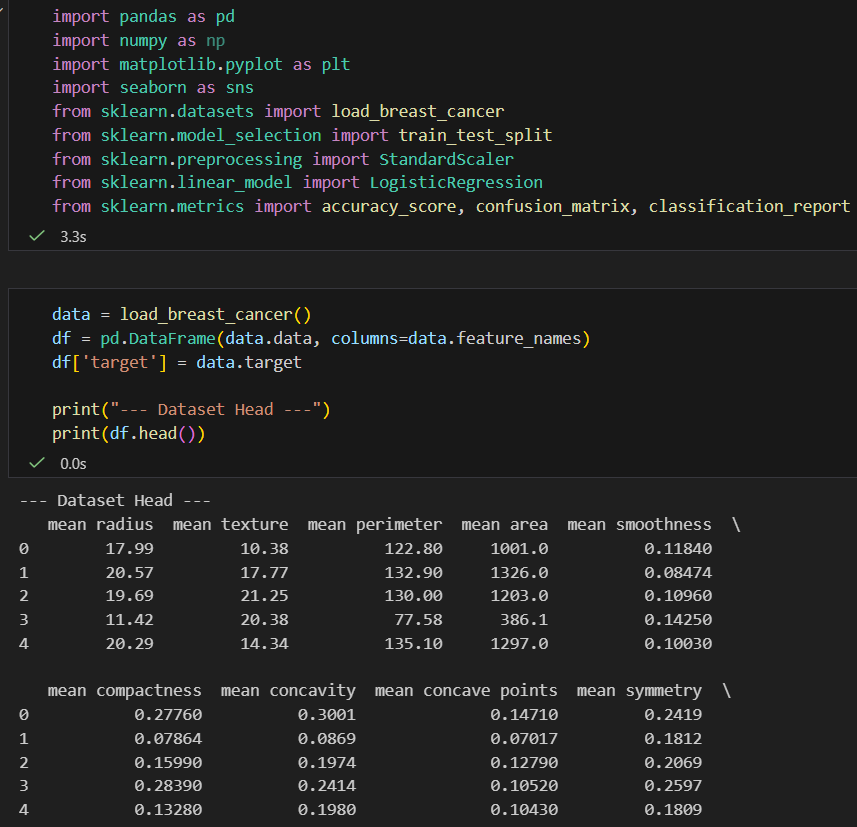 import pandas as pd
import numpy as np
import matplotlib.pyplot as plt
import seaborn as sns
from sklearn.datasets import load_breast_cancer
from sklearn.model_selection import train_test_split
from sklearn.preprocessing import StandardScaler
from sklearn.linear_model import LogisticRegression
from sklearn.metrics import accuracy_score, confusion_matrix, classification_report
3.3s
data = load_breast_cancer()
df = pd.DataFrame(data.data, columns=data.feature_names)
df['target'] = data.target
print("--- Dataset Head ---")
print(df.head())
0.0s
--- Dataset Head ---
   mean radius  mean texture  mean perimeter  mean area  mean smoothness  \
0        17.99         10.38          122.80     1001.0          0.11840
1        20.57         17.77          132.90     1326.0          0.08474
2        19.69         21.25          130.00     1203.0          0.10960
3        11.42         20.38           77.58      386.1          0.14250
4        20.29         14.34          135.10     1297.0          0.10030
   mean compactness  mean concavity  mean concave points  mean symmetry  \
0           0.27760          0.3001              0.14710         0.2419
1           0.07864          0.0869              0.07017         0.1812
2           0.15990          0.1974              0.12790         0.2069
3           0.28390          0.2414              0.10520         0.2597
4           0.13280          0.1980              0.10430         0.1809